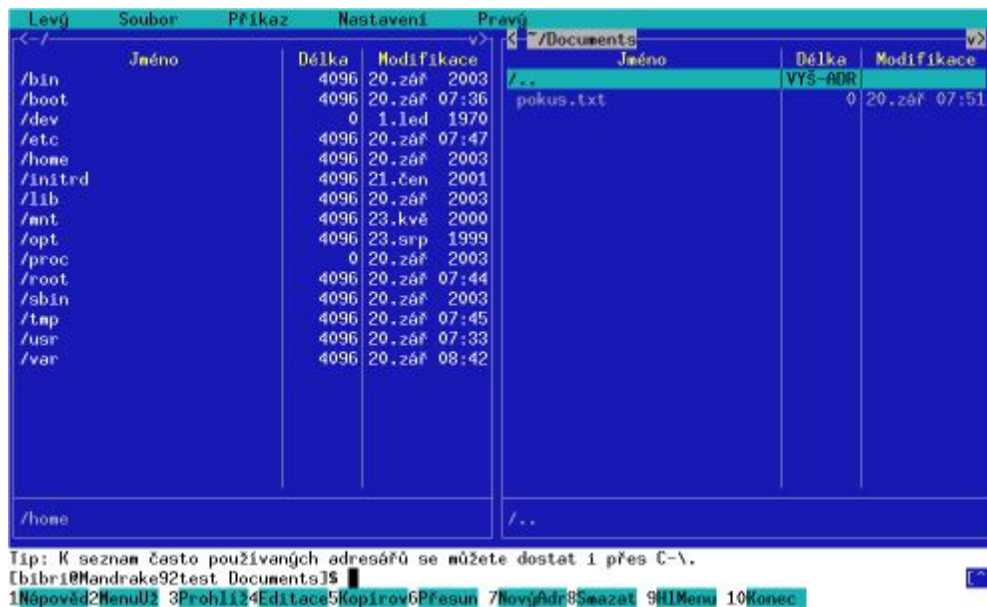 Levý Soubor Příkaz Nastavení Pravý
<-/ v>
Jméno Délka Modifikace
/bin 4096 20.zář 2003
/boot 4096 20.zář 07:36
/dev 0 1.led 1970
/etc 4096 20.zář 07:47
/home 4096 20.zář 2003
/initrd 4096 21.čen 2001
/lib 4096 20.zář 2003
/mnt 4096 23.kvě 2000
/opt 4096 23.srp 1999
/proc 0 20.zář 2003
/root 4096 20.zář 07:44
/sbin 4096 20.zář 2003
/tmp 4096 20.zář 07:45
/usr 4096 20.zář 07:33
/var 4096 20.zář 08:42
/home
< ~/Documents v>
Jméno Délka Modifikace
/.. VYŠ-ADR
pokus.txt 0 20.zář 07:51
/..
Tip: K seznam často používaných adresářů se můžete dostat i přes C-\.
[bibri@Mandrake92test Documents]$ [^
1Nápověd2MenuUž 3Prohlíž4Editace5Kopírov6Přesun 7NovýAdr8Smazat 9HlMenu 10Konec